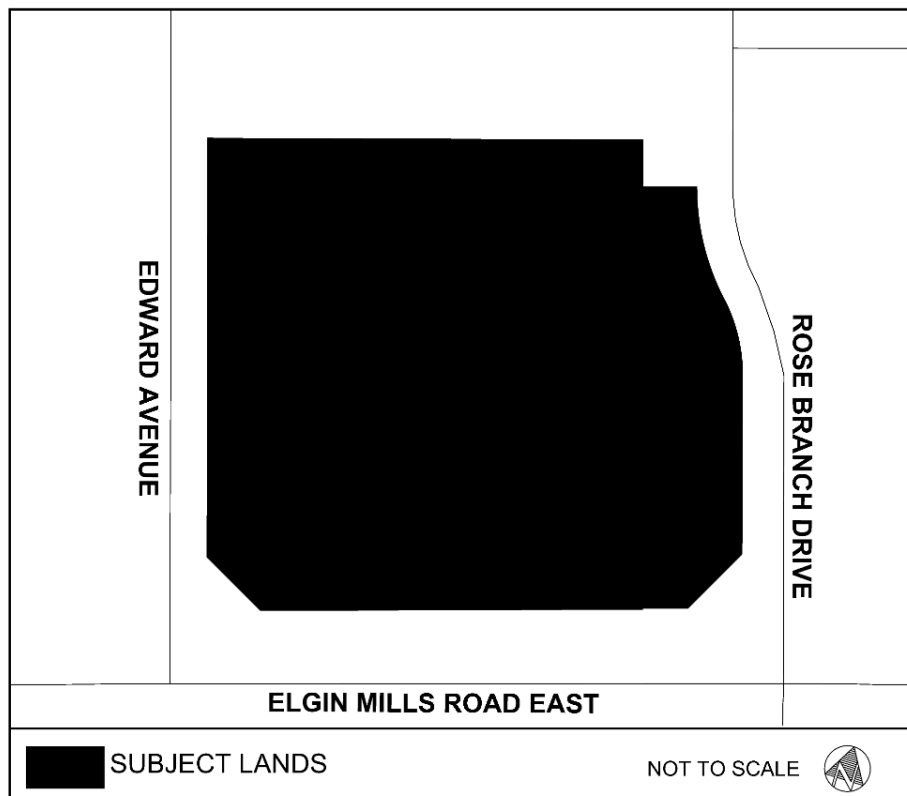 EDWARD AVENUE
ROSE BRANCH DRIVE
ELGIN MILLS ROAD EAST
SUBJECT LANDS
NOT TO SCALE